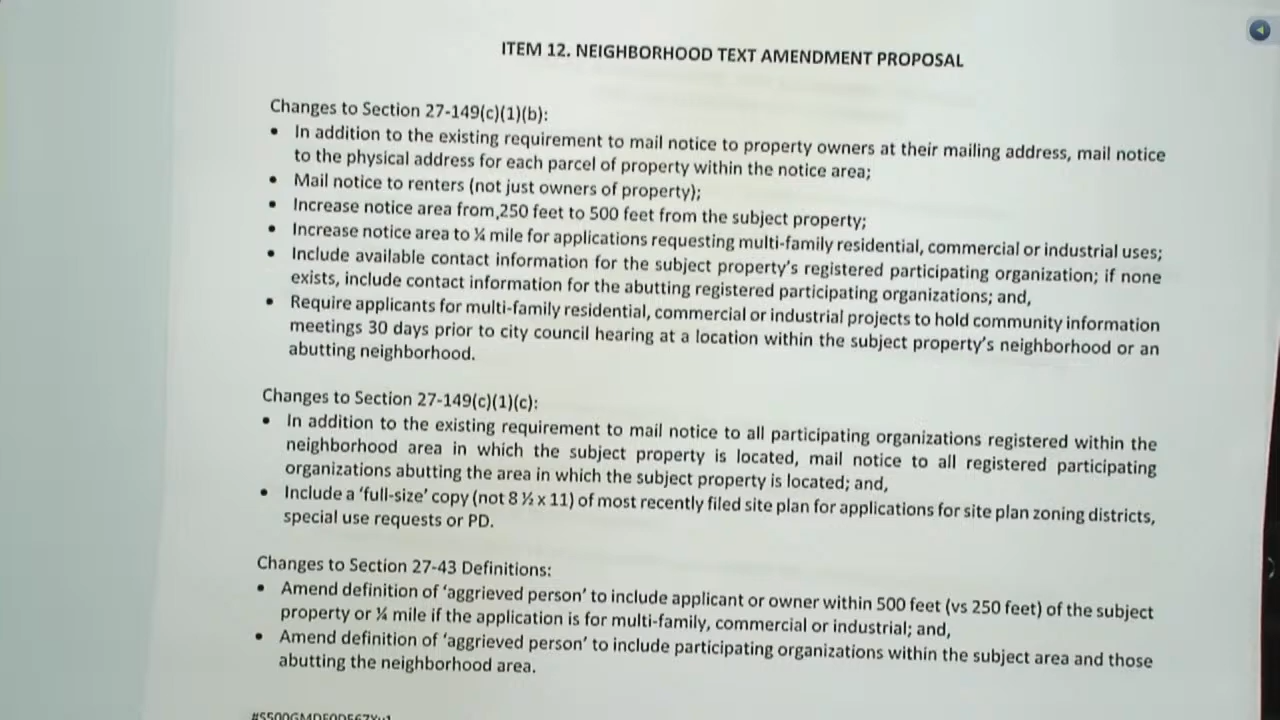 ITEM 12. NEIGHBORHOOD TEXT AMENDMENT PROPOSAL
Changes to Section 27-149(c)(1)(b):
• In addition to the existing requirement to mail notice to property owners at their mailing address, mail notice
to the physical address for each parcel of property within the notice area;
• Mail notice to renters (not just owners of property);
• Increase notice area from 250 feet to 500 feet from the subject property;
• Increase notice area to ¼ mile for applications requesting multi-family residential, commercial or industrial uses;
• Include available contact information for the subject property's registered participating organization; if none
exists, include contact information for the abutting registered participating organizations; and,
• Require applicants for multi-family residential, commercial or industrial projects to hold community information
meetings 30 days prior to city council hearing at a location within the subject property's neighborhood or an
abutting neighborhood.
Changes to Section 27-149(c)(1)(c):
• In addition to the existing requirement to mail notice to all participating organizations registered within the
neighborhood area in which the subject property is located, mail notice to all registered participating
organizations abutting the area in which the subject property is located; and,
• Include a 'full-size' copy (not 8 ½ x 11) of most recently filed site plan for applications for site plan zoning districts,
special use requests or PD.
Changes to Section 27-43 Definitions:
• Amend definition of 'aggrieved person' to include applicant or owner within 500 feet (vs 250 feet) of the subject
property or ¼ mile if the application is for multi-family, commercial or industrial; and,
• Amend definition of 'aggrieved person' to include participating organizations within the subject area and those
abutting the neighborhood area.